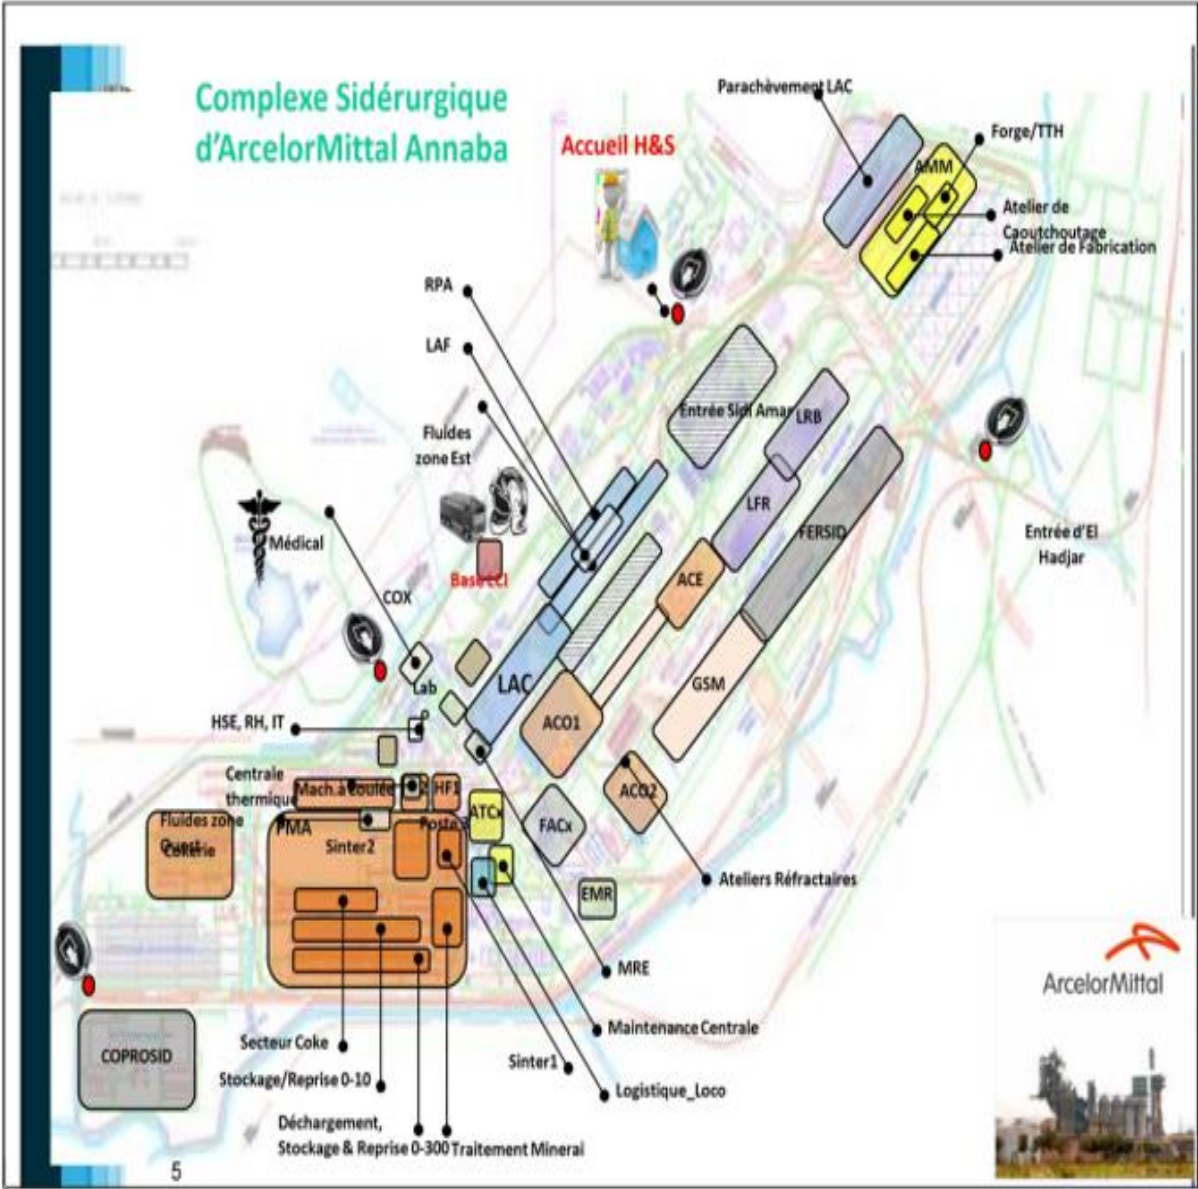 Complexe Sidérurgique
d'ArcelorMittal Annaba
Accueil H&S
Parachèvement LAC
Forge/TTH
AMM
Atelier de
Caoutchoutage
Atelier de Fabrication
RPA
LAF
Fluides
zone Est
Entrée Sidi Amar
LRB
LFR
FERSID
Entrée d'El
Hadjar
Médical
Base ECI
ACE
COX
Lab
LAC
GSM
HSE, RH, IT
ACO1
Centrale
thermique
Mach.à coulée
HF1
ACO2
ATCx
FACx
Fluides zone
Ouest
Cokerie
PMA
Sinter2
Poste 3
Ateliers Réfractaires
EMR
MRE
ArcelorMittal
COPROSID
Secteur Coke
Maintenance Centrale
Sinter1
Stockage/Reprise 0-10
Logistique_Loco
Déchargement,
Stockage & Reprise 0-300
Traitement Minerai
5